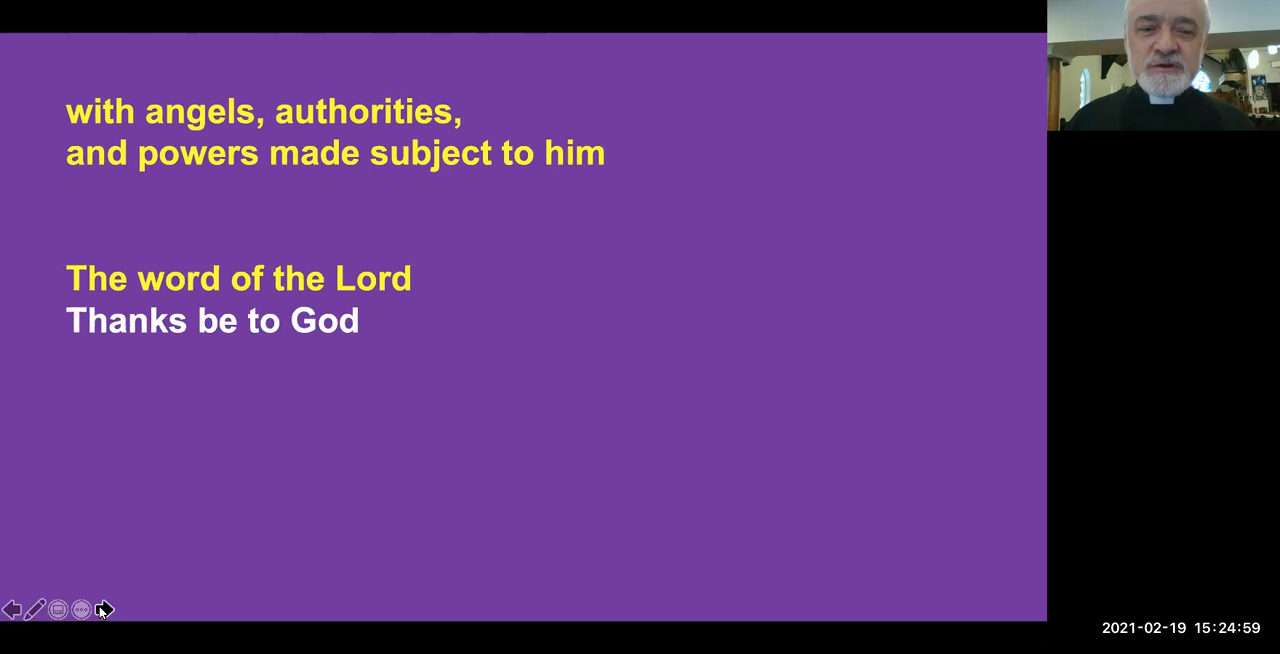 with angels, authorities,
and powers made subject to him
The word of the Lord
Thanks be to God
2021-02-19 15:24:59